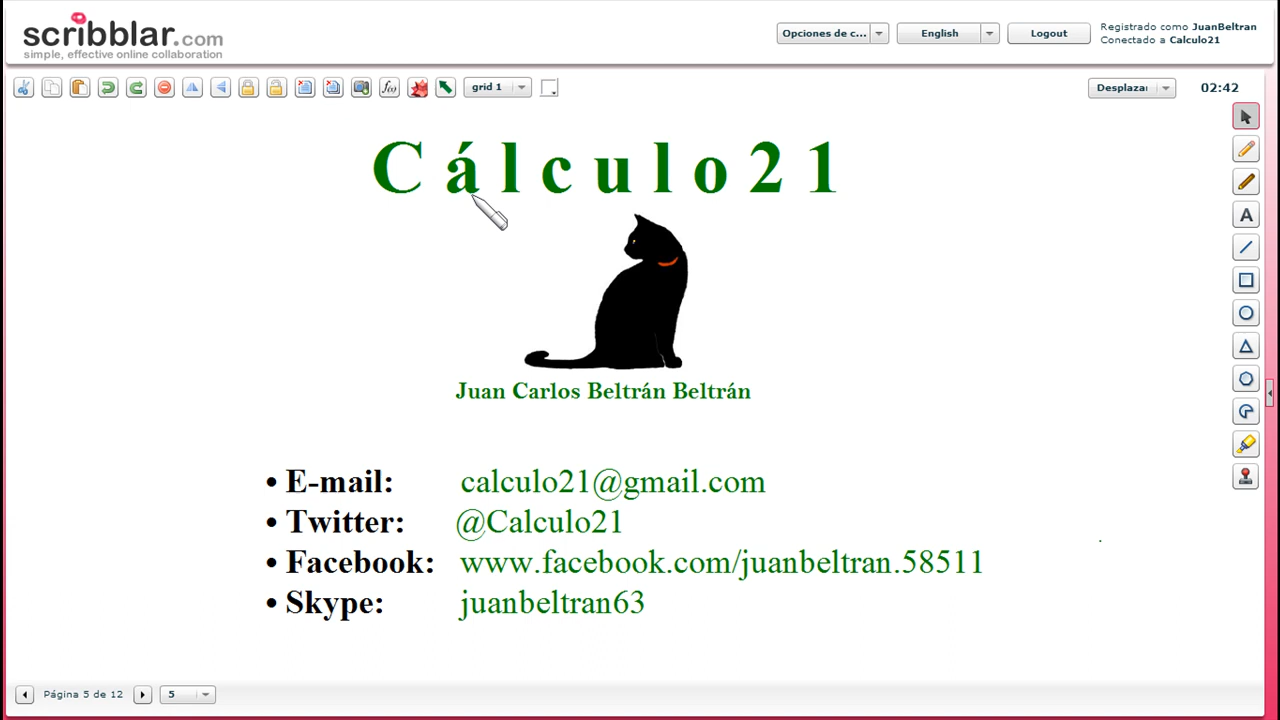 scribblar.com
simple, effective online collaboration
Opciones de c...
English
Logout
Registrado como JuanBeltran
Conectado a Calculo21
f(x)
grid 1
Desplaza
02:42
A
C á l c u l o 2 1
Juan Carlos Beltrán Beltrán
• E-mail: calculo21@gmail.com
• Twitter: @Calculo21
• Facebook: www.facebook.com/juanbeltran.58511
• Skype: juanbeltran63
Página 5 de 12
5